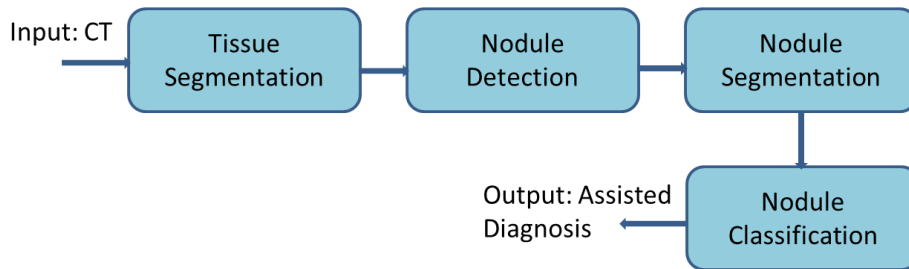 Input: CT
Tissue
Segmentation
Nodule
Detection
Nodule
Segmentation
Nodule
Classification
Output: Assisted
Diagnosis